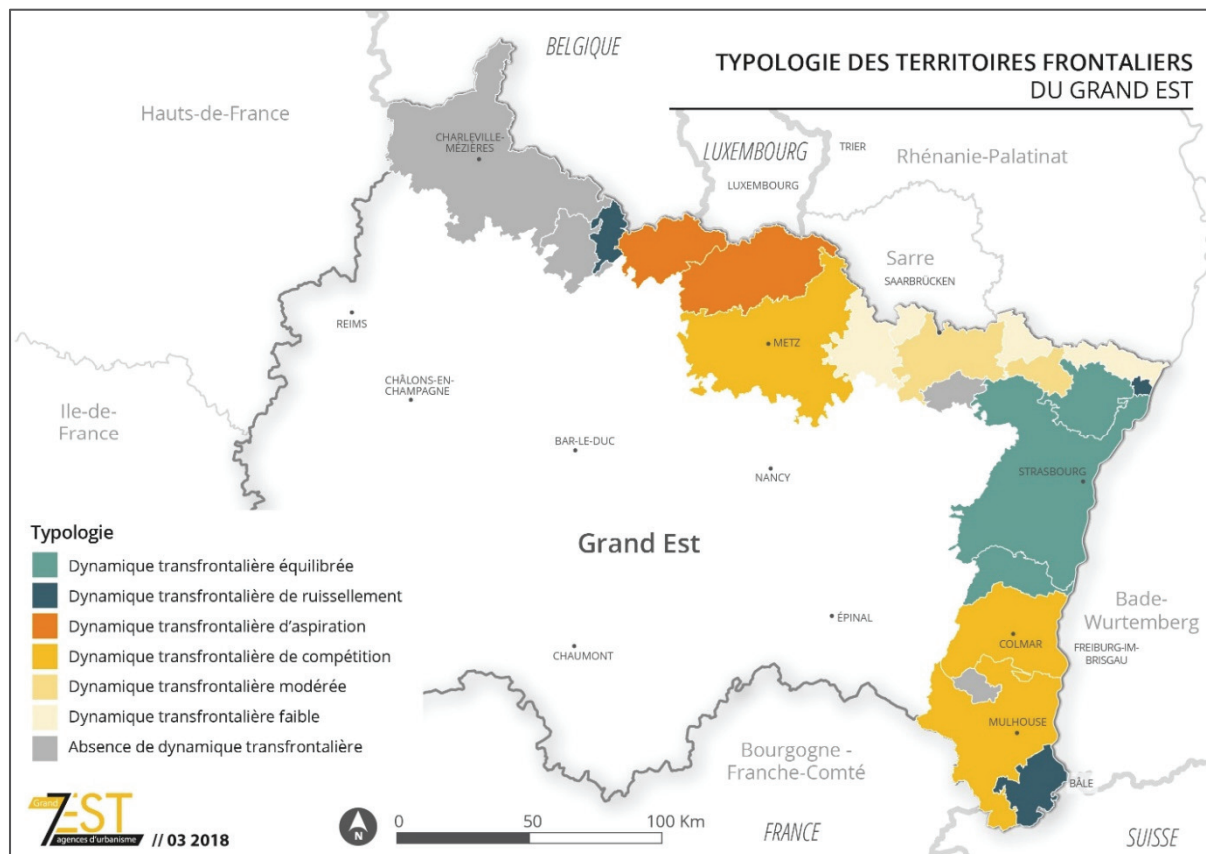 TYPOLOGIE DES TERRITOIRES FRONTALIERS
DU GRAND EST
BELGIQUE
Hauts-de-France
CHARLEVILLE-
MÉZIÈRES
LUXEMBOURG
LUXEMBOURG
TRIER
Rhénanie-Palatinat
Sarre
SAARBRÜCKEN
REIMS
METZ
CHÂLONS-EN-
CHAMPAGNE
Ile-de-
France
BAR-LE-DUC
NANCY
STRASBOURG
Grand Est
Typologie
Dynamique transfrontalière équilibrée
Dynamique transfrontalière de ruissellement
Dynamique transfrontalière d'aspiration
Dynamique transfrontalière de compétition
Dynamique transfrontalière modérée
Dynamique transfrontalière faible
Absence de dynamique transfrontalière
Bade-
Wurtemberg
ÉPINAL
COLMAR
FREIBURG-IM-
BRISGAU
CHAUMONT
MULHOUSE
Bourgogne -
Franche-Comté
BÂLE
FRANCE
SUISSE
Grand
7EST
agences d'urbanisme
// 03 2018
N
0 50 100 Km